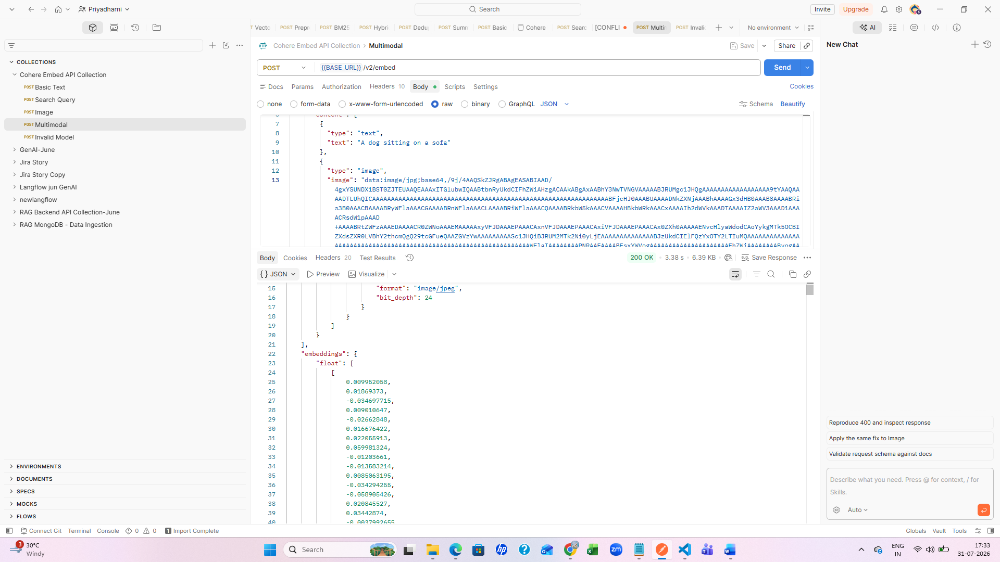 Priyadharni
Search
Invite
Upgrade
T Vecto
POST Prepr
POST BM25
POST Hybri
POST Dedu
POST Sumn
POST Basic
Cohere
POST Searc
[CONFLI
POST Multir
POST Invalid
No environment
AI
COLLECTIONS
Cohere Embed API Collection
POST Basic Text
POST Search Query
POST Image
POST Multimodal
POST Invalid Model
GenAI-June
Jira Story
Jira Story Copy
Langflow jun GenAI
newlangflow
RAG Backend API Collection-June
RAG MongoDB - Data Ingestion
ENVIRONMENTS
DOCUMENTS
SPECS
MOCKS
FLOWS
HTTP Cohere Embed API Collection > Multimodal
Save
Share
POST
{{BASE_URL}} /v2/embed
Send
Docs Params Authorization Headers 10 Body Scripts Settings
Cookies
none form-data x-www-form-urlencoded raw binary GraphQL JSON
Schema Beautify
7 {
8 "type": "text",
9 "text": "A dog sitting on a sofa"
10 },
11 {
12 "type": "image",
13 "image": "data:image/jpg;base64,/9j/4AAQSkZJRgABAgEASABIAAD/
Body Cookies Headers 20 Test Results
200 OK • 3.38 s • 6.39 KB
e.g. Save Response
{} JSON Preview Visualize
15 "format": "image/jpeg",
16 "bit_depth": 24
17 }
18 }
19 ]
20 }
21 ],
22 "embeddings": {
23 "float": [
24 [
25 0.009952058,
26 0.01869373,
27 -0.034697715,
28 0.009010647,
29 -0.02662848,
30 0.016676422,
31 0.022055913,
32 0.059981324,
33 -0.01203661,
34 -0.013583214,
35 0.0085063195,
36 -0.034294255,
37 -0.058905426,
38 0.020845527,
39 0.03442874,
40 -0.0037992655
New Chat
Reproduce 400 and inspect response
Apply the same fix to Image
Validate request schema against docs
Describe what you need. Press @ for context, / for
Skills.
Auto
Connect Git Terminal Console 0 0 1 Import Complete
Globals Vault Tools
3
30°C
Windy
Search
zm
ENG
IN
17:33
31-07-2026